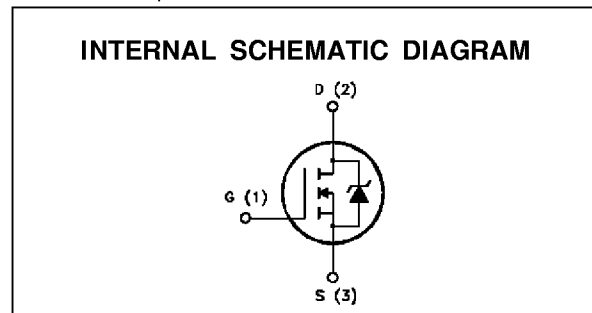 INTERNAL SCHEMATIC DIAGRAM
D (2)
G (1)
S (3)